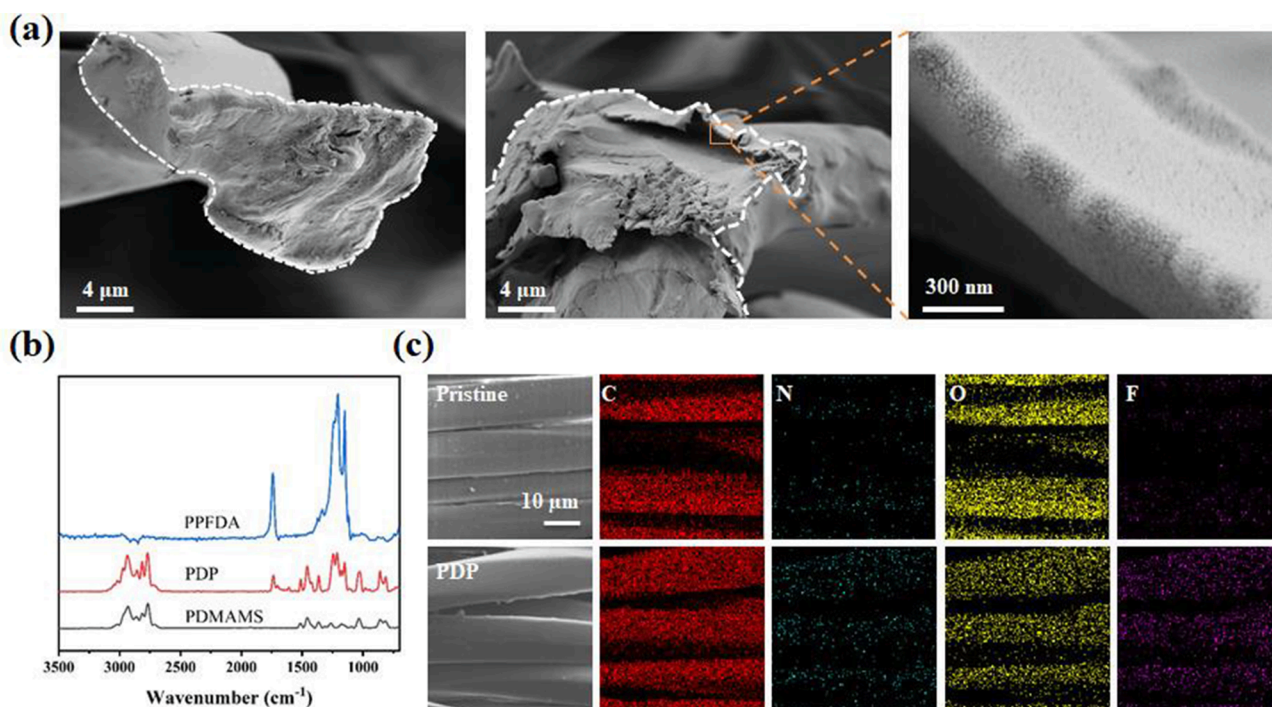 (a)
4 μm
4 μm
300 nm
(b)
PPFDA
PDP
PDMAMS
3500 3000 2500 2000 1500 1000
Wavenumber (cm-1)
(c)
Pristine C N O F
10 μm
PDP